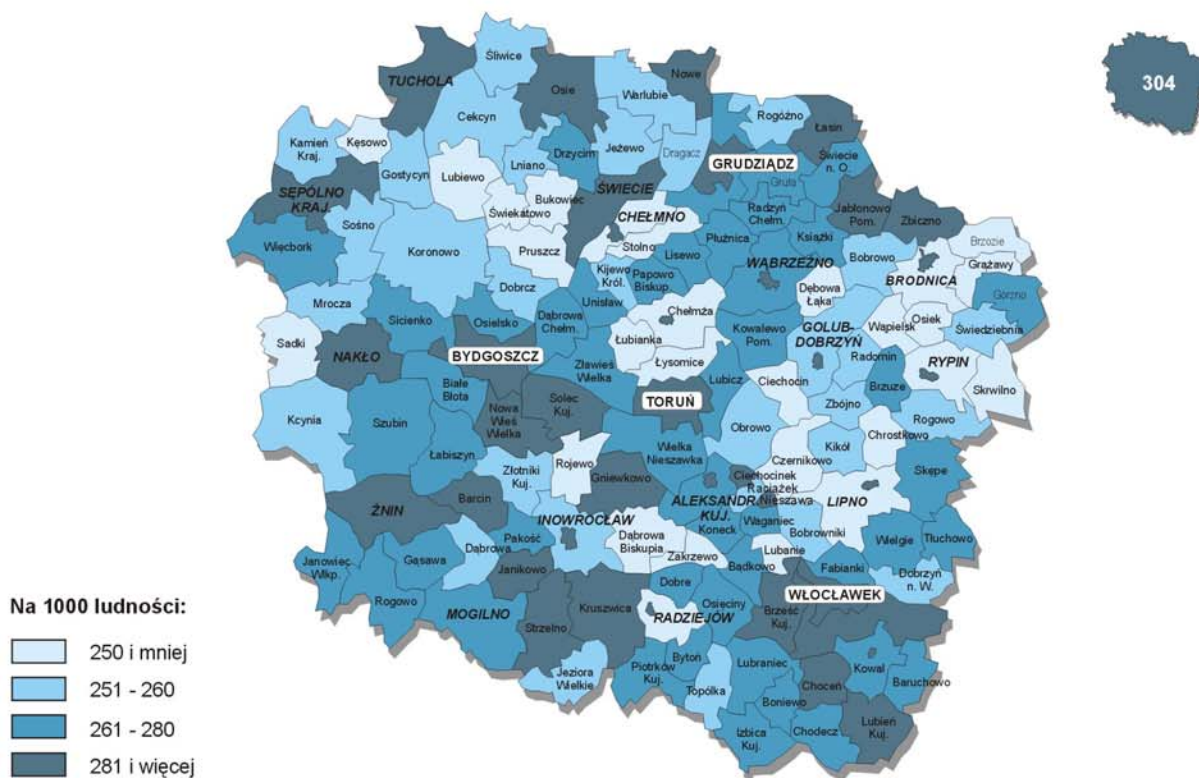 304
Śliwice
TUCHOLA
Osie
Nowe
Warlubie
Cekcyn
Rogóźno
Łasin
Kamień
Kraj.
Kęsowo
Lniano
Drzycim
Jeżewo
Dragacz
GRUDZIĄDZ
Świecie
n. O.
Gostycyn
Lubiewo
Gruta
SĘPÓLNO
KRAJ.
Bukowiec
ŚWIECIE
Radzyń
Chełm.
Jabłonowo
Pom.
Zbiczno
Świekatowo
CHEŁMNO
Sośno
Więcbork
Koronowo
Pruszcz
Stolno
Płużnica
Książki
Lisewo
Bobrowo
Brzozie
Grążawy
WĄBRZEŹNO
BRODNICA
Kijewo
Król.
Papowo
Biskup.
Dobrcz
Unisław
Dębowa
Łąka
Górzno
Mrocza
Sicienko
Osielsko
Dąbrowa
Chełm.
Chełmża
Kowalewo
Pom.
GOLUB-
DOBRZYŃ
Wąpielsk
Osiek
Świedziebnia
Sadki
NAKŁO
BYDGOSZCZ
Łubianka
Łysomice
Radomin
RYPIN
Zławieś
Wielka
Lubicz
Ciechocin
Brzuze
Skrwilno
Białe
Błota
TORUŃ
Zbójno
Kcynia
Szubin
Nowa
Wieś
Wielka
Solec
Kuj.
Obrowo
Rogowo
Chrostkowo
Łabiszyn
Wielka
Nieszawka
Kikół
Czernikowo
Złotniki
Kuj.
Rojewo
Gniewkowo
Ciechocinek
Raciążek
Nieszawa
Skępe
Barcin
ALEKSANDR.
KUJ.
LIPNO
ŻNIN
INOWROCŁAW
Koneck
Waganiec
Bobrowniki
Pakość
Dąbrowa
Biskupia
Zakrzewo
Lubanie
Wielgie
Tłuchowo
Janowiec
Wlkp.
Gąsawa
Dąbrowa
Janikowo
Bądkowo
Fabianki
Dobrzyń
n. W.
Dobre
Rogowo
MOGILNO
Kruszwica
Strzelno
RADZIEJÓW
Osięciny
Brześć
Kuj.
WŁOCŁAWEK
Na 1000 ludności:
250 i mniej
251 - 260
261 - 280
281 i więcej
Jeziora
Wielkie
Piotrków
Kuj.
Bytoń
Lubraniec
Kowal
Topólka
Choceń
Baruchowo
Boniewo
Izbica
Kuj.
Chodecz
Lubień
Kuj.